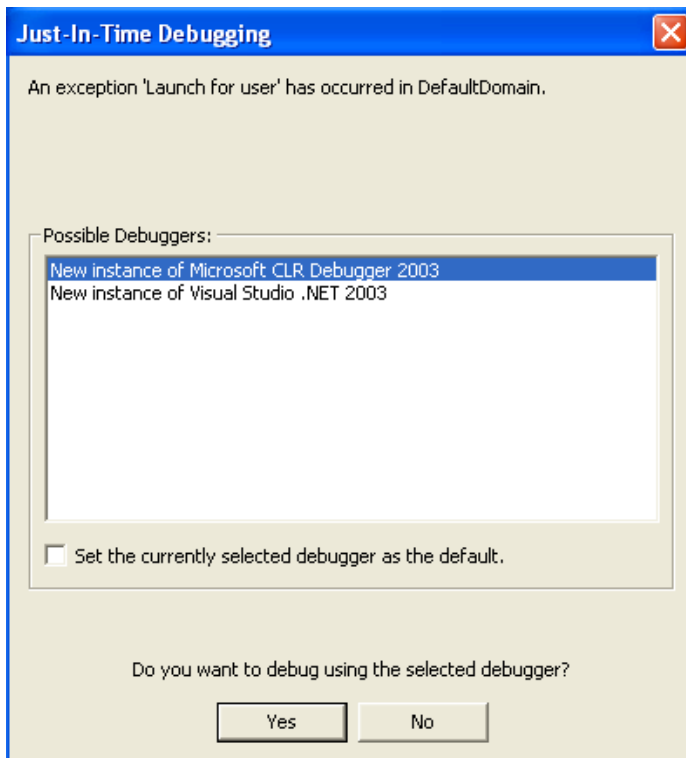 Just-In-Time Debugging
An exception 'Launch for user' has occurred in DefaultDomain.
Possible Debuggers:
New instance of Microsoft CLR Debugger 2003
New instance of Visual Studio .NET 2003
Set the currently selected debugger as the default.
Do you want to debug using the selected debugger?
Yes No